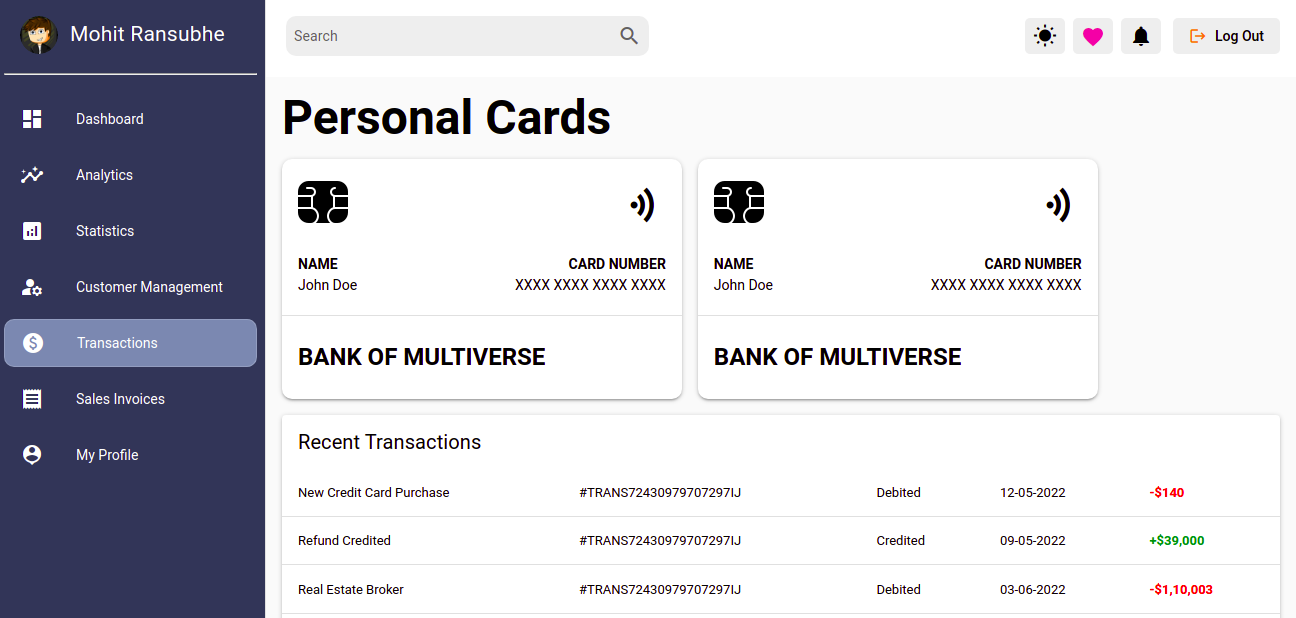 Mohit Ransubhe
Search
Log Out
Dashboard
Analytics
Statistics
Customer Management
Transactions
Sales Invoices
My Profile
Personal Cards
NAME CARD NUMBER
John Doe XXXX XXXX XXXX XXXX
BANK OF MULTIVERSE
NAME CARD NUMBER
John Doe XXXX XXXX XXXX XXXX
BANK OF MULTIVERSE
Recent Transactions
New Credit Card Purchase #TRANS72430979707297IJ Debited 12-05-2022 -$140
Refund Credited #TRANS72430979707297IJ Credited 09-05-2022 +$39,000
Real Estate Broker #TRANS72430979707297IJ Debited 03-06-2022 -$1,10,003